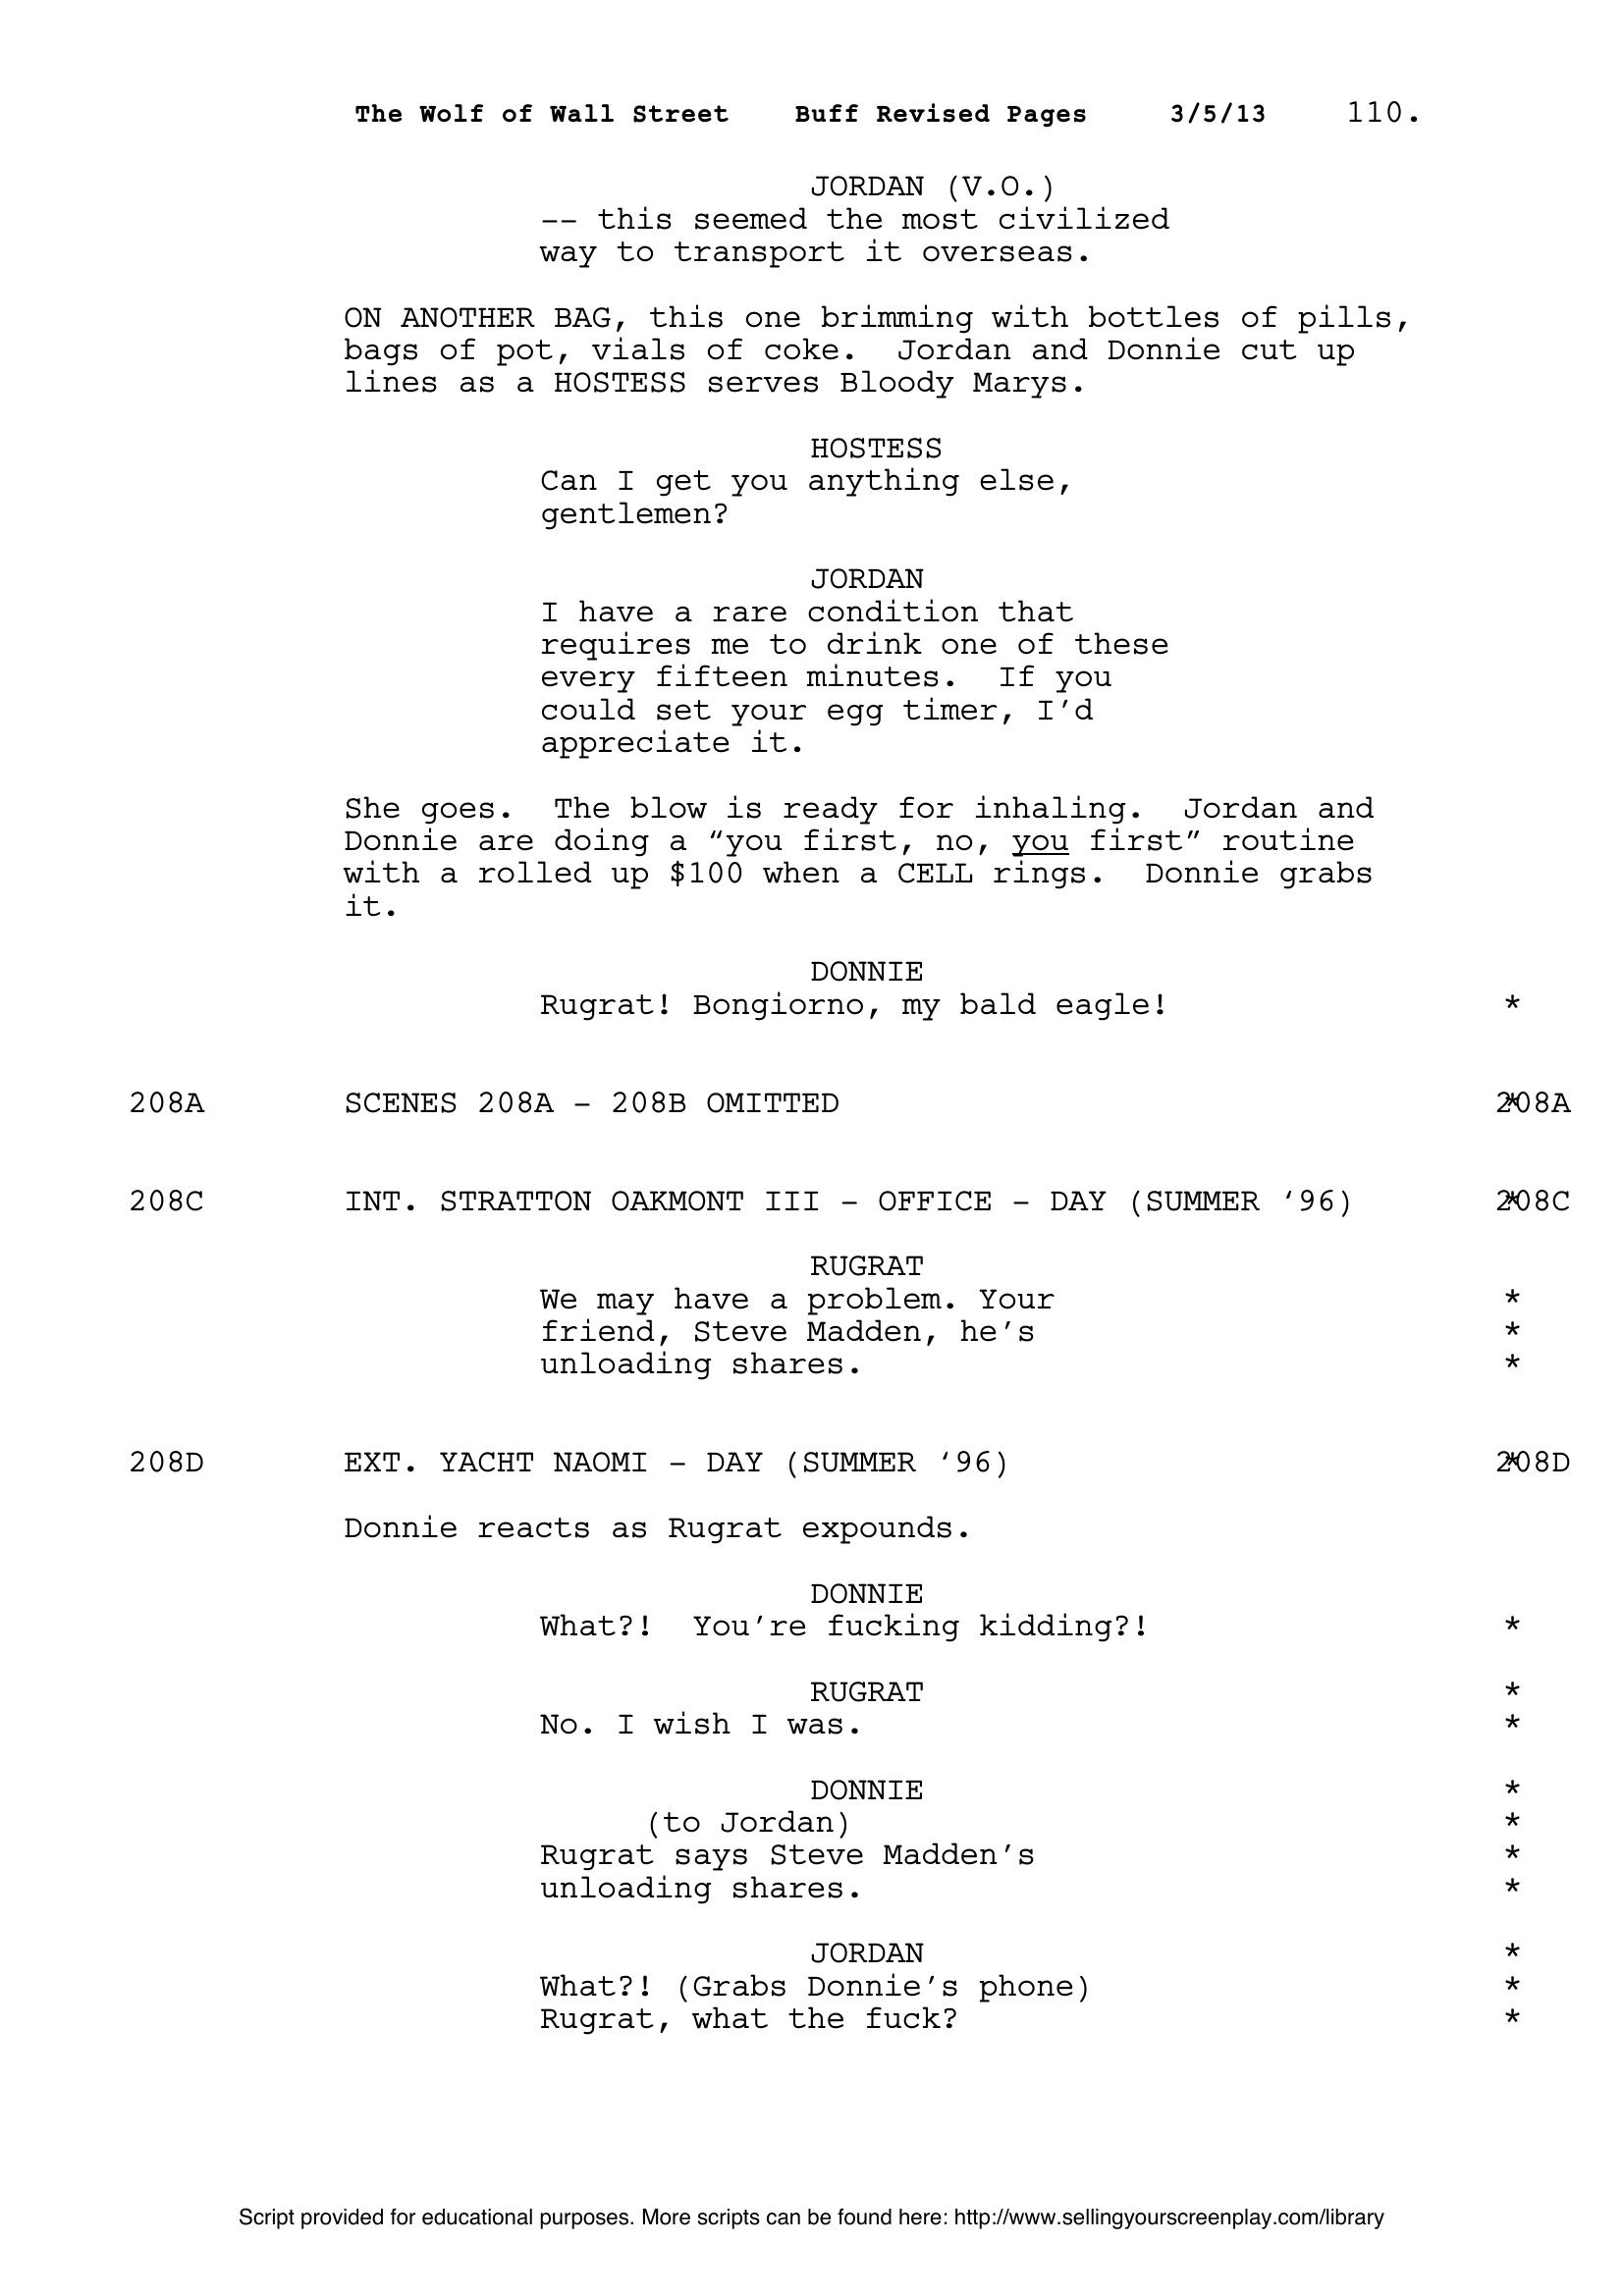 The Wolf of Wall Street    Buff Revised Pages    3/5/13    110.
JORDAN (V.O.)
-- this seemed the most civilized
way to transport it overseas.
ON ANOTHER BAG, this one brimming with bottles of pills,
bags of pot, vials of coke.  Jordan and Donnie cut up
lines as a HOSTESS serves Bloody Marys.
HOSTESS
Can I get you anything else,
gentlemen?
JORDAN
I have a rare condition that
requires me to drink one of these
every fifteen minutes.  If you
could set your egg timer, I’d
appreciate it.
She goes.  The blow is ready for inhaling.  Jordan and
Donnie are doing a “you first, no, you first” routine
with a rolled up $100 when a CELL rings.  Donnie grabs
it.
DONNIE
Rugrat! Bongiorno, my bald eagle! *
208A SCENES 208A - 208B OMITTED 208A *
208C INT. STRATTON OAKMONT III - OFFICE - DAY (SUMMER ‘96) 208C *
RUGRAT
We may have a problem. Your *
friend, Steve Madden, he’s *
unloading shares. *
208D EXT. YACHT NAOMI - DAY (SUMMER ‘96) 208D *
Donnie reacts as Rugrat expounds.
DONNIE
What?!  You’re fucking kidding?! *
RUGRAT *
No. I wish I was. *
DONNIE *
(to Jordan) *
Rugrat says Steve Madden’s *
unloading shares. *
JORDAN *
What?! (Grabs Donnie’s phone) *
Rugrat, what the fuck? *
Script provided for educational purposes. More scripts can be found here: http://www.sellingyourscreenplay.com/library